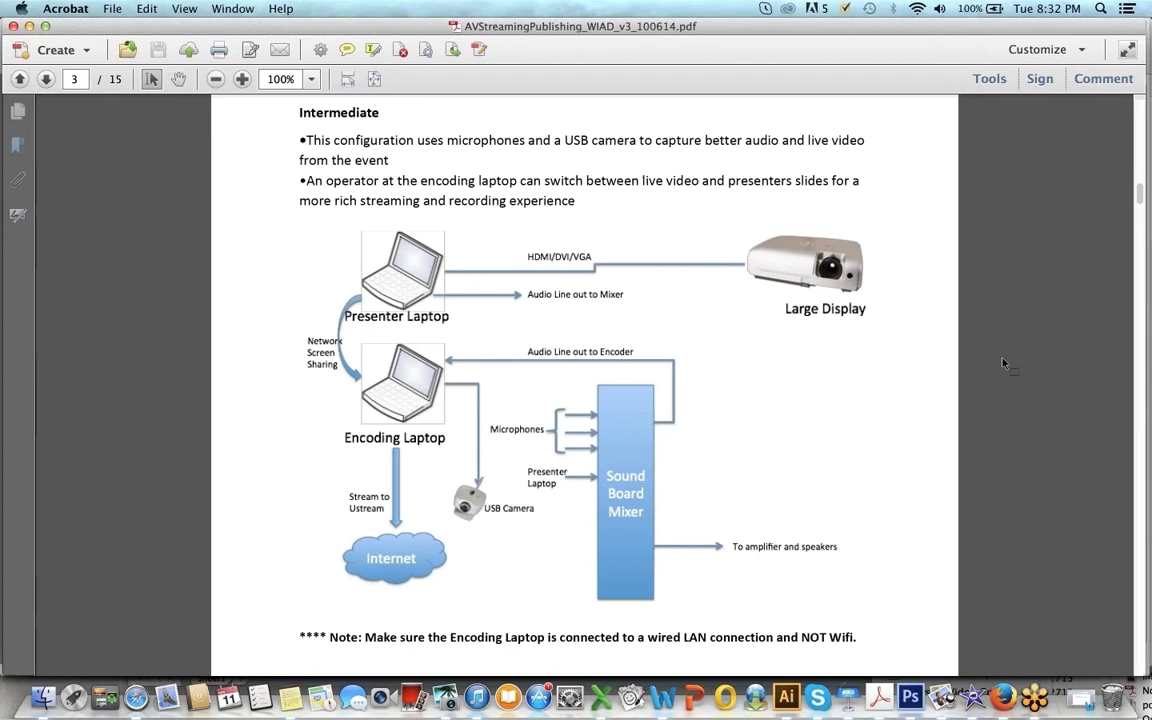 Acrobat File Edit View Window Help
5 100% Tue 8:32 PM
AVStreamingPublishing_WIAD_v3_100614.pdf
Create Customize
3 / 15 100% Tools Sign Comment
Intermediate
•This configuration uses microphones and a USB camera to capture better audio and live video
from the event
•An operator at the encoding laptop can switch between live video and presenters slides for a
more rich streaming and recording experience
HDMI/DVI/VGA
Audio Line out to Mixer
Large Display
Presenter Laptop
Network
Screen
Sharing
Audio Line out to Encoder
Encoding Laptop
Microphones
Presenter
Laptop
Sound
Board
Mixer
Stream to
Ustream
USB Camera
Internet
To amplifier and speakers
**** Note: Make sure the Encoding Laptop is connected to a wired LAN connection and NOT Wifi.
11
Ai
Ps